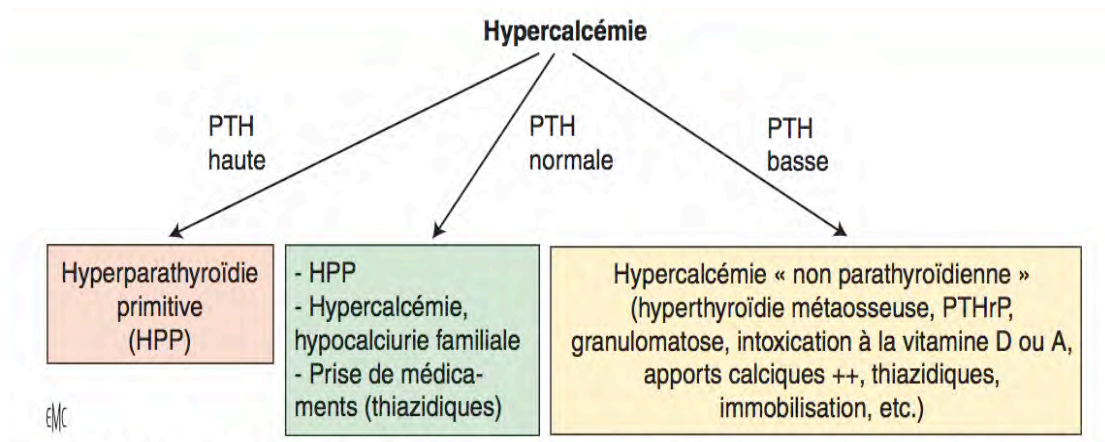 Hypercalcémie
PTH
haute
PTH
normale
PTH
basse
Hyperparathyroïdie
primitive
(HPP)
- HPP
- Hypercalcémie,
hypocalciurie familiale
- Prise de médica-
ments (thiazidiques)
Hypercalcémie « non parathyroïdienne »
(hyperthyroïdie métaosseuse, PTHrP,
granulomatose, intoxication à la vitamine D ou A,
apports calciques ++, thiazidiques,
immobilisation, etc.)
EMC